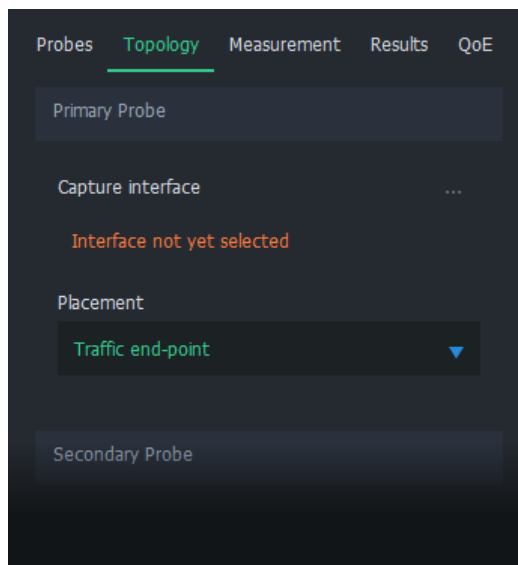 Probes Topology Measurement Results QoE
Primary Probe
Capture interface ...
Interface not yet selected
Placement
Traffic end-point
Secondary Probe